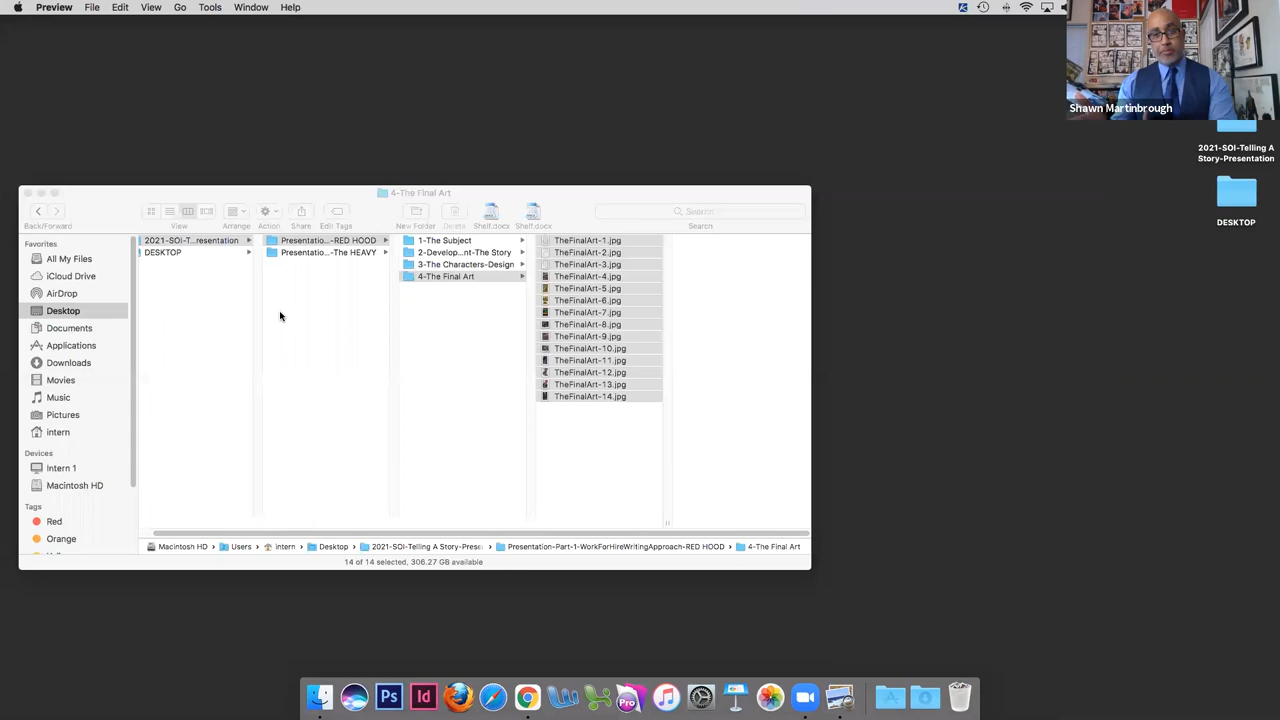 Preview File Edit View Go Tools Window Help
Shawn Martinbrough
2021-SOI-Telling A
Story-Presentation
DESKTOP
4-The Final Art
Back/Forward View Arrange Action Share Edit Tags New Folder Delete Shelf.docx Shelf.docx Search
Search
Favorites
All My Files
iCloud Drive
AirDrop
Desktop
Documents
Applications
Downloads
Movies
Music
Pictures
intern
Devices
Intern 1
Macintosh HD
Tags
Red
Orange
2021-SOI-T...resentation
DESKTOP
Presentatio...-RED HOOD
Presentatio...-The HEAVY
1-The Subject
2-Develop...nt-The Story
3-The Characters-Design
4-The Final Art
TheFinalArt-1.jpg
TheFinalArt-2.jpg
TheFinalArt-3.jpg
TheFinalArt-4.jpg
TheFinalArt-5.jpg
TheFinalArt-6.jpg
TheFinalArt-7.jpg
TheFinalArt-8.jpg
TheFinalArt-9.jpg
TheFinalArt-10.jpg
TheFinalArt-11.jpg
TheFinalArt-12.jpg
TheFinalArt-13.jpg
TheFinalArt-14.jpg
Macintosh HD Users intern Desktop 2021-SOI-Telling A Story-Prese Presentation-Part-1-WorkForHireWritingApproach-RED HOOD 4-The Final Art
14 of 14 selected, 306.27 GB available
Ps Id Pro